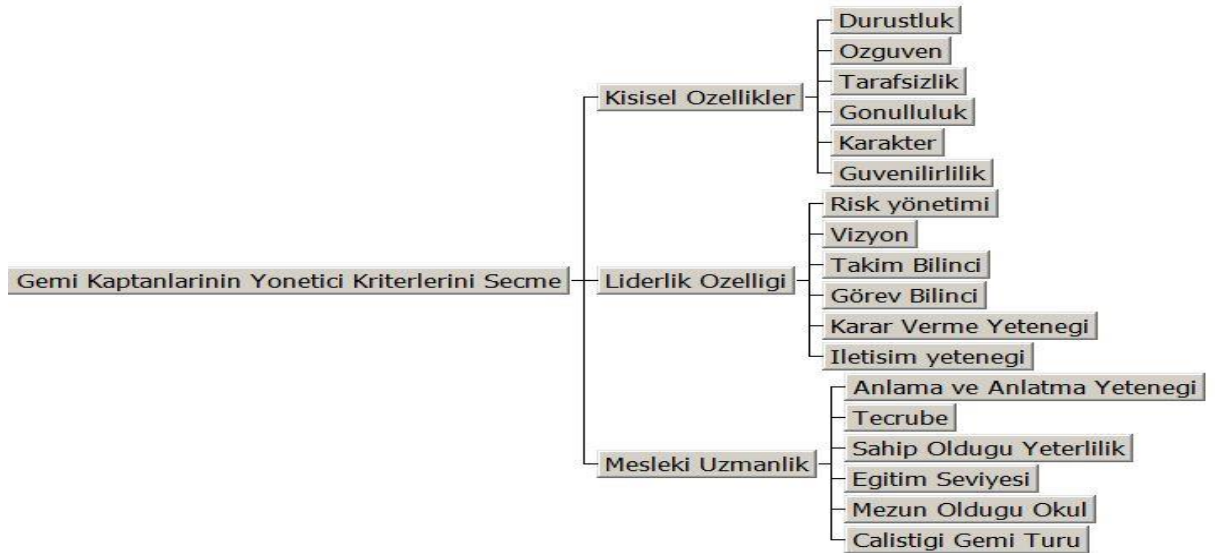 Gemi Kaptanlarinin Yonetici Kriterlerini Secme
Kisisel Ozellikler
Durustluk
Ozguven
Tarafsizlik
Gonulluluk
Karakter
Guvenilirlilik
Liderlik Ozelligi
Risk yönetimi
Vizyon
Takim Bilinci
Görev Bilinci
Karar Verme Yetenegi
Iletisim yetenegi
Mesleki Uzmanlik
Anlama ve Anlatma Yetenegi
Tecrube
Sahip Oldugu Yeterlilik
Egitim Seviyesi
Mezun Oldugu Okul
Calistigi Gemi Turu